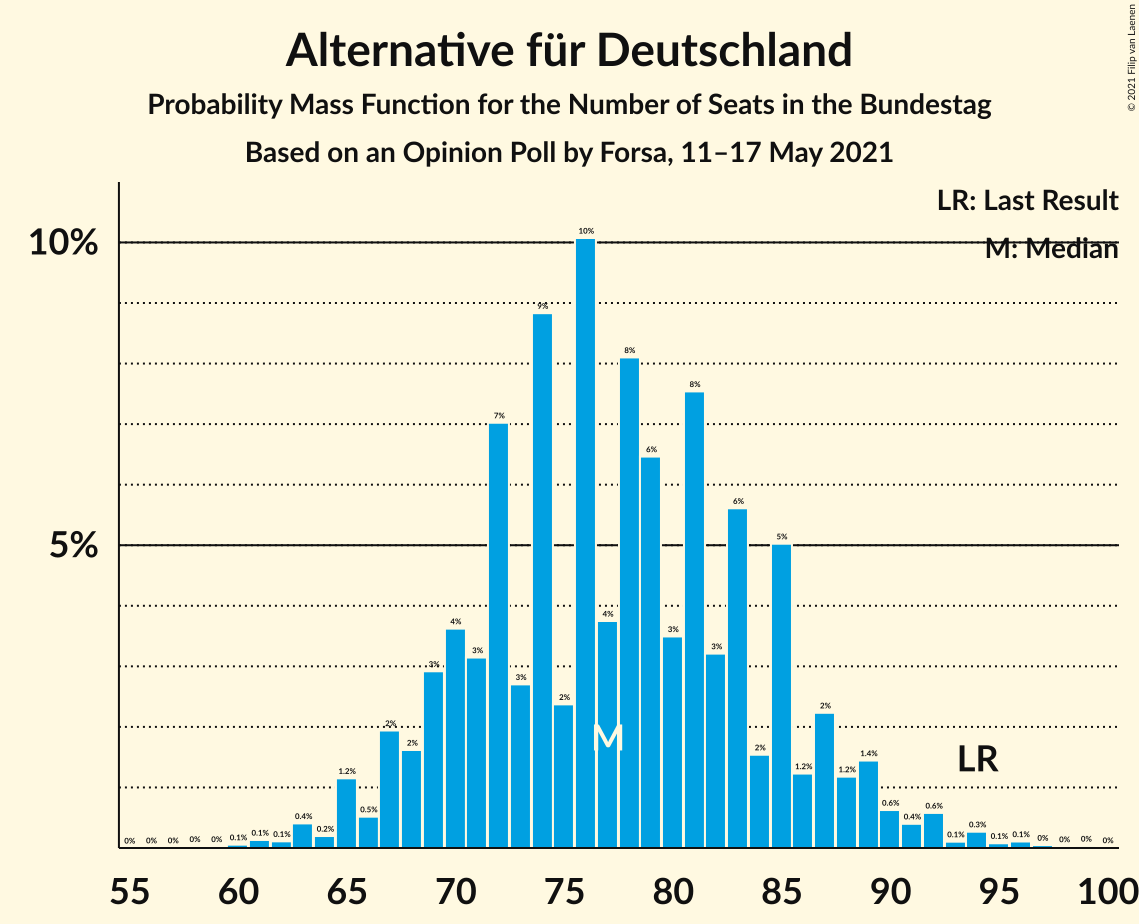 Alternative für Deutschland
Probability Mass Function for the Number of Seats in the Bundestag
Based on an Opinion Poll by Forsa, 11–17 May 2021
© 2021 Filip van Laenen
LR: Last Result
M: Median
10%
5%
0% 0% 0% 0% 0% 0.1% 0.1% 0.1% 0.4% 0.2% 1.2% 0.5% 2% 2% 3% 4% 3% 7% 3% 9% 2% 10% 4% 8% 6% 3% 8% 3% 6% 2% 5% 1.2% 2% 1.2% 1.4% 0.6% 0.4% 0.6% 0.1% 0.3% 0.1% 0.1% 0% 0% 0% 0%
M
LR
55 60 65 70 75 80 85 90 95 100